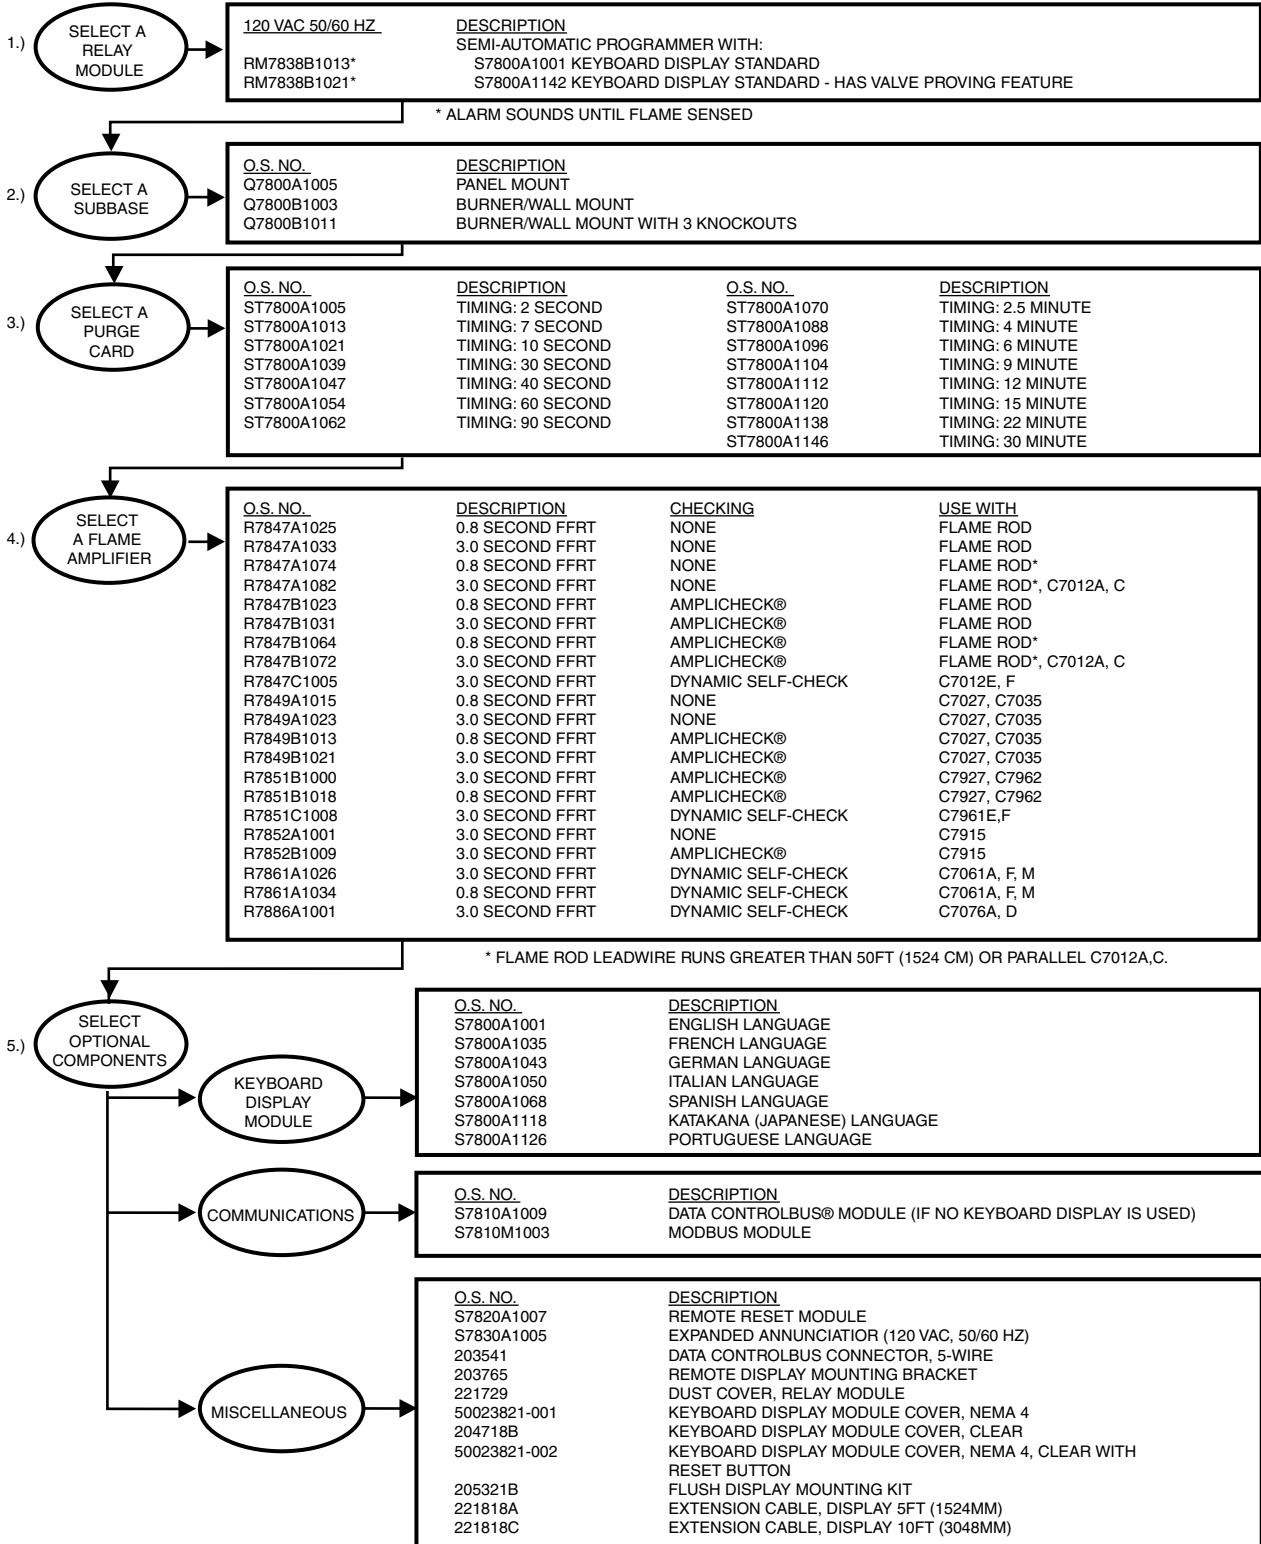 1.)
SELECT A
RELAY
MODULE
120 VAC 50/60 HZ DESCRIPTION
SEMI-AUTOMATIC PROGRAMMER WITH:
RM7838B1013* S7800A1001 KEYBOARD DISPLAY STANDARD
RM7838B1021* S7800A1142 KEYBOARD DISPLAY STANDARD - HAS VALVE PROVING FEATURE
* ALARM SOUNDS UNTIL FLAME SENSED
2.)
SELECT A
SUBBASE
O.S. NO. DESCRIPTION
Q7800A1005 PANEL MOUNT
Q7800B1003 BURNER/WALL MOUNT
Q7800B1011 BURNER/WALL MOUNT WITH 3 KNOCKOUTS
3.)
SELECT A
PURGE
CARD
O.S. NO. DESCRIPTION O.S. NO. DESCRIPTION
ST7800A1005 TIMING: 2 SECOND ST7800A1070 TIMING: 2.5 MINUTE
ST7800A1013 TIMING: 7 SECOND ST7800A1088 TIMING: 4 MINUTE
ST7800A1021 TIMING: 10 SECOND ST7800A1096 TIMING: 6 MINUTE
ST7800A1039 TIMING: 30 SECOND ST7800A1104 TIMING: 9 MINUTE
ST7800A1047 TIMING: 40 SECOND ST7800A1112 TIMING: 12 MINUTE
ST7800A1054 TIMING: 60 SECOND ST7800A1120 TIMING: 15 MINUTE
ST7800A1062 TIMING: 90 SECOND ST7800A1138 TIMING: 22 MINUTE
ST7800A1146 TIMING: 30 MINUTE
4.)
SELECT
A FLAME
AMPLIFIER
O.S. NO. DESCRIPTION CHECKING USE WITH
R7847A1025 0.8 SECOND FFRT NONE FLAME ROD
R7847A1033 3.0 SECOND FFRT NONE FLAME ROD
R7847A1074 0.8 SECOND FFRT NONE FLAME ROD*
R7847A1082 3.0 SECOND FFRT NONE FLAME ROD*, C7012A, C
R7847B1023 0.8 SECOND FFRT AMPLICHECK® FLAME ROD
R7847B1031 3.0 SECOND FFRT AMPLICHECK® FLAME ROD
R7847B1064 0.8 SECOND FFRT AMPLICHECK® FLAME ROD*
R7847B1072 3.0 SECOND FFRT AMPLICHECK® FLAME ROD*, C7012A, C
R7847C1005 3.0 SECOND FFRT DYNAMIC SELF-CHECK C7012E, F
R7849A1015 0.8 SECOND FFRT NONE C7027, C7035
R7849A1023 3.0 SECOND FFRT NONE C7027, C7035
R7849B1013 0.8 SECOND FFRT AMPLICHECK® C7027, C7035
R7849B1021 3.0 SECOND FFRT AMPLICHECK® C7027, C7035
R7851B1000 3.0 SECOND FFRT AMPLICHECK® C7927, C7962
R7851B1018 0.8 SECOND FFRT AMPLICHECK® C7927, C7962
R7851C1008 3.0 SECOND FFRT DYNAMIC SELF-CHECK C7961E,F
R7852A1001 3.0 SECOND FFRT NONE C7915
R7852B1009 3.0 SECOND FFRT AMPLICHECK® C7915
R7861A1026 3.0 SECOND FFRT DYNAMIC SELF-CHECK C7061A, F, M
R7861A1034 0.8 SECOND FFRT DYNAMIC SELF-CHECK C7061A, F, M
R7886A1001 3.0 SECOND FFRT DYNAMIC SELF-CHECK C7076A, D
* FLAME ROD LEADWIRE RUNS GREATER THAN 50FT (1524 CM) OR PARALLEL C7012A,C.
5.)
SELECT
OPTIONAL
COMPONENTS
KEYBOARD
DISPLAY
MODULE
O.S. NO. DESCRIPTION
S7800A1001 ENGLISH LANGUAGE
S7800A1035 FRENCH LANGUAGE
S7800A1043 GERMAN LANGUAGE
S7800A1050 ITALIAN LANGUAGE
S7800A1068 SPANISH LANGUAGE
S7800A1118 KATAKANA (JAPANESE) LANGUAGE
S7800A1126 PORTUGUESE LANGUAGE
COMMUNICATIONS
O.S. NO. DESCRIPTION
S7810A1009 DATA CONTROLBUS® MODULE (IF NO KEYBOARD DISPLAY IS USED)
S7810M1003 MODBUS MODULE
MISCELLANEOUS
O.S. NO. DESCRIPTION
S7820A1007 REMOTE RESET MODULE
S7830A1005 EXPANDED ANNUNCIATIOR (120 VAC, 50/60 HZ)
203541 DATA CONTROLBUS CONNECTOR, 5-WIRE
203765 REMOTE DISPLAY MOUNTING BRACKET
221729 DUST COVER, RELAY MODULE
50023821-001 KEYBOARD DISPLAY MODULE COVER, NEMA 4
204718B KEYBOARD DISPLAY MODULE COVER, CLEAR
50023821-002 KEYBOARD DISPLAY MODULE COVER, NEMA 4, CLEAR WITH
RESET BUTTON
205321B FLUSH DISPLAY MOUNTING KIT
221818A EXTENSION CABLE, DISPLAY 5FT (1524MM)
221818C EXTENSION CABLE, DISPLAY 10FT (3048MM)